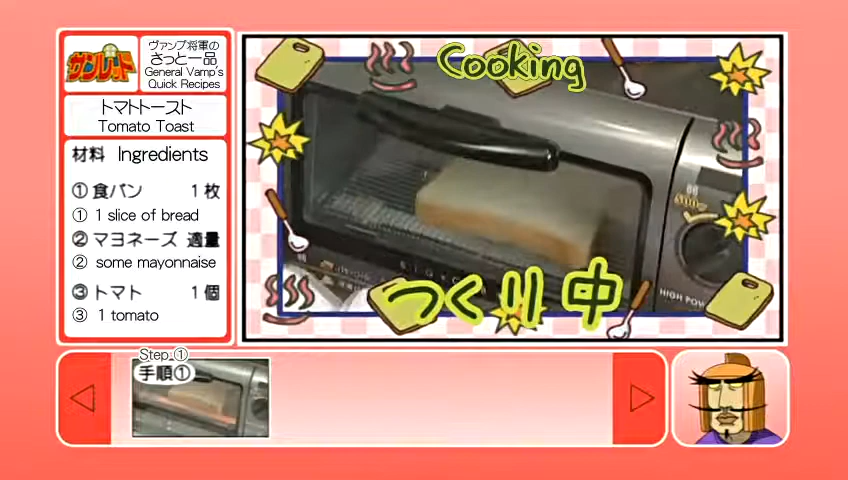 サンレッド
ヴァンプ将軍の
さっと一品
General Vamp's
Quick Recipes
トマトトースト
Tomato Toast
材料 Ingredients
①食パン 1枚
① 1 slice of bread
②マヨネーズ 適量
② some mayonnaise
③トマト 1個
③ 1 tomato
Cooking
つくり中
HIGH POW
Step ①
手順①